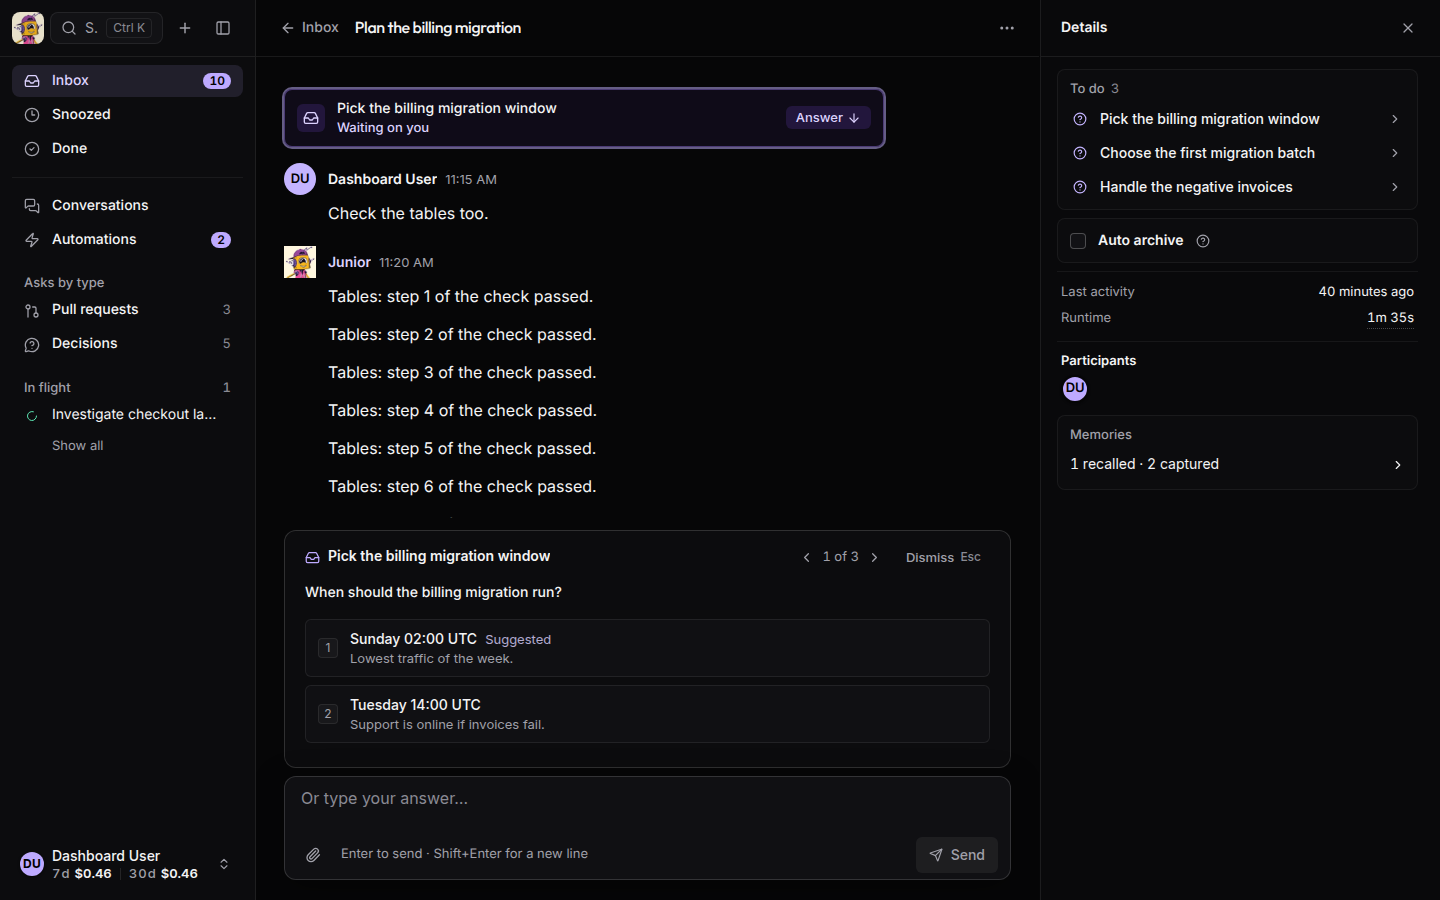 S.
Ctrl K
Inbox
10
Snoozed
Done
Conversations
Automations
2
Asks by type
Pull requests
3
Decisions
5
In flight
1
Investigate checkout la...
Show all
DU
Dashboard User
7d $0.46 | 30d $0.46
Inbox
Plan the billing migration
Pick the billing migration window
Waiting on you
Answer
DU
Dashboard User 11:15 AM
Check the tables too.
Junior 11:20 AM
Tables: step 1 of the check passed.
Tables: step 2 of the check passed.
Tables: step 3 of the check passed.
Tables: step 4 of the check passed.
Tables: step 5 of the check passed.
Tables: step 6 of the check passed.
Pick the billing migration window
1 of 3
Dismiss Esc
When should the billing migration run?
1
Sunday 02:00 UTC Suggested
Lowest traffic of the week.
2
Tuesday 14:00 UTC
Support is online if invoices fail.
Or type your answer...
Enter to send · Shift+Enter for a new line
Send
Details
To do 3
Pick the billing migration window
Choose the first migration batch
Handle the negative invoices
Auto archive
Last activity
40 minutes ago
Runtime
1m 35s
Participants
DU
Memories
1 recalled · 2 captured